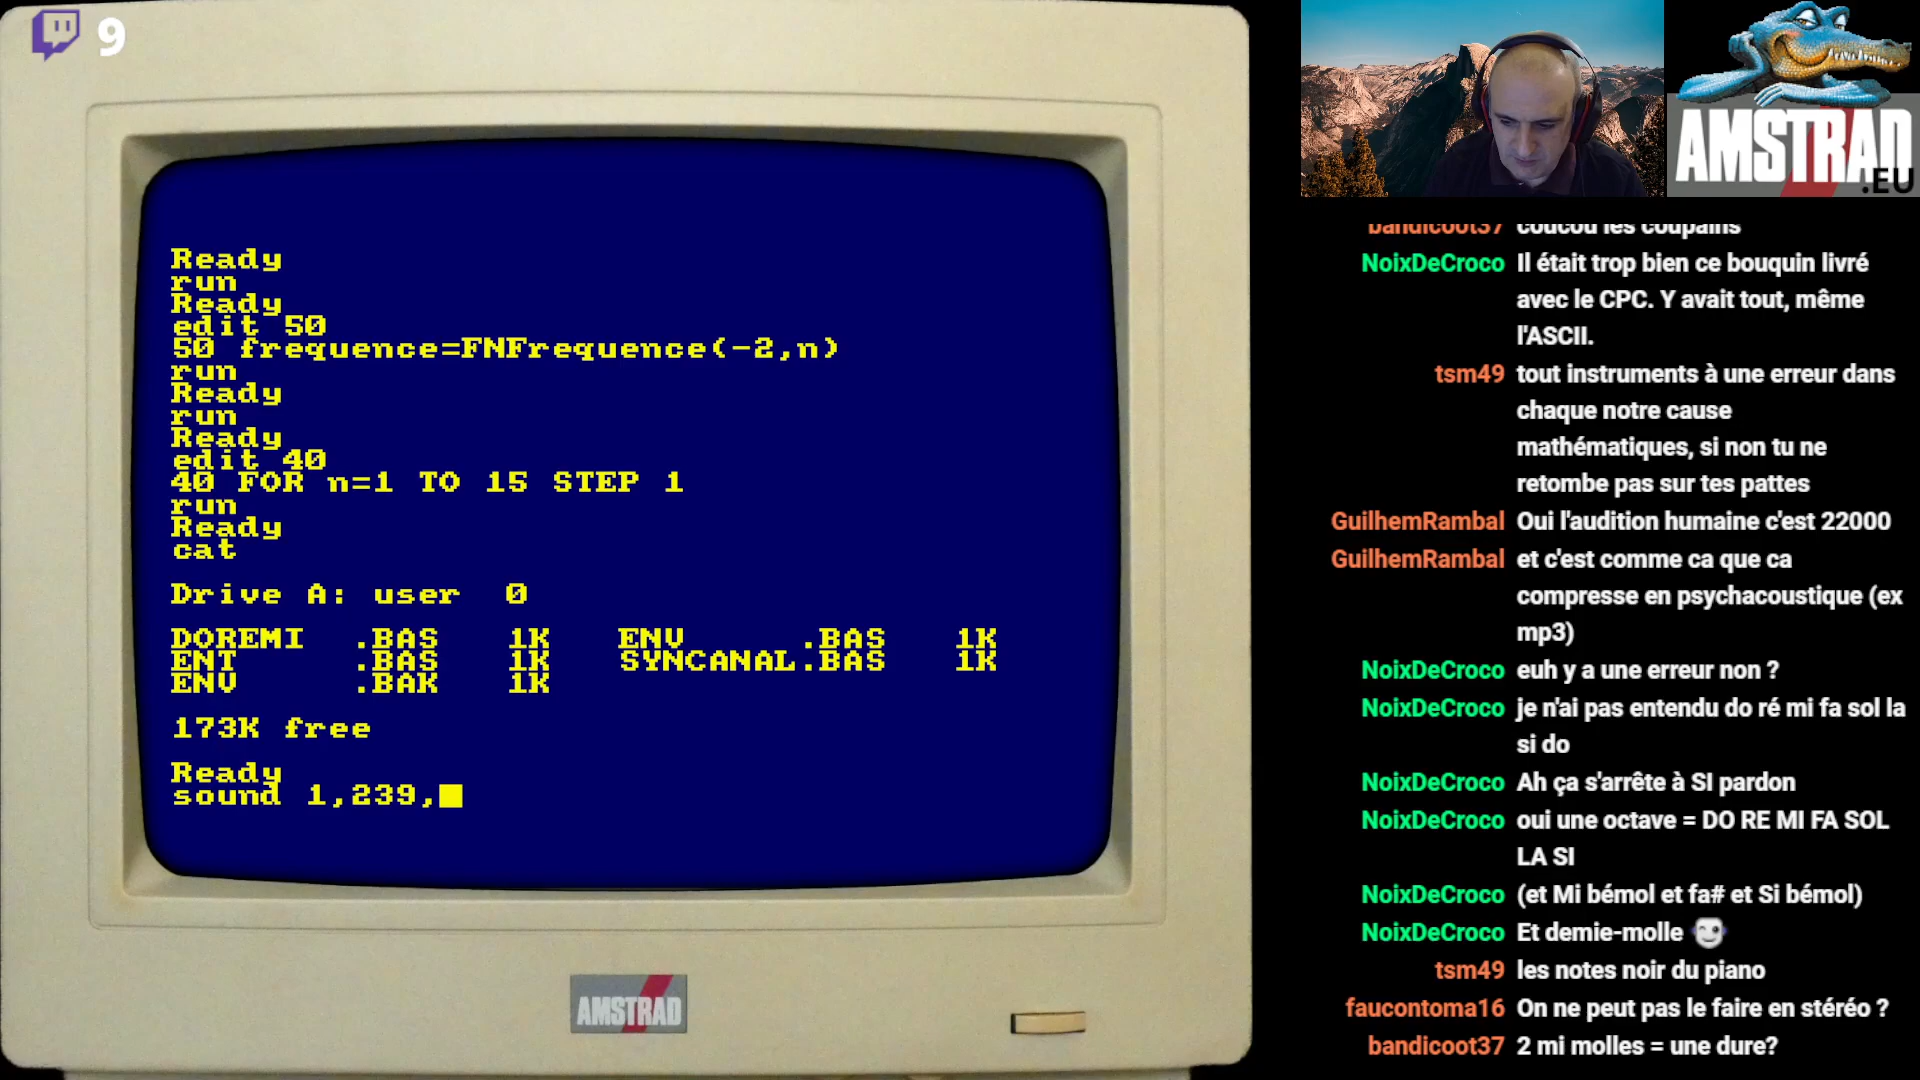 9
Ready
run
Ready
edit 50
50 frequence=FNFrequence(-2,n)
run
Ready
run
Ready
edit 40
40 FOR n=1 TO 15 STEP 1
run
Ready
cat
Drive A: user 0
DOREMI .BAS 1K ENV .BAS 1K
ENT .BAS 1K SYNCANAL.BAS 1K
ENV .BAK 1K
173K free
Ready
sound 1,239,
AMSTRAD
AMSTRAD
.EU
bandicoot37 coucou les coupains
NoixDeCroco Il était trop bien ce bouquin livré
avec le CPC. Y avait tout, même
l'ASCII.
tsm49 tout instruments à une erreur dans
chaque notre cause
mathématiques, si non tu ne
retombe pas sur tes pattes
GuilhemRambal Oui l'audition humaine c'est 22000
GuilhemRambal et c'est comme ca que ca
compresse en psychacoustique (ex
mp3)
NoixDeCroco euh y a une erreur non ?
NoixDeCroco je n'ai pas entendu do ré mi fa sol la
si do
NoixDeCroco Ah ça s'arrête à SI pardon
NoixDeCroco oui une octave = DO RE MI FA SOL
LA SI
NoixDeCroco (et Mi bémol et fa# et Si bémol)
NoixDeCroco Et demie-molle
tsm49 les notes noir du piano
faucontoma16 On ne peut pas le faire en stéréo ?
bandicoot37 2 mi molles = une dure?